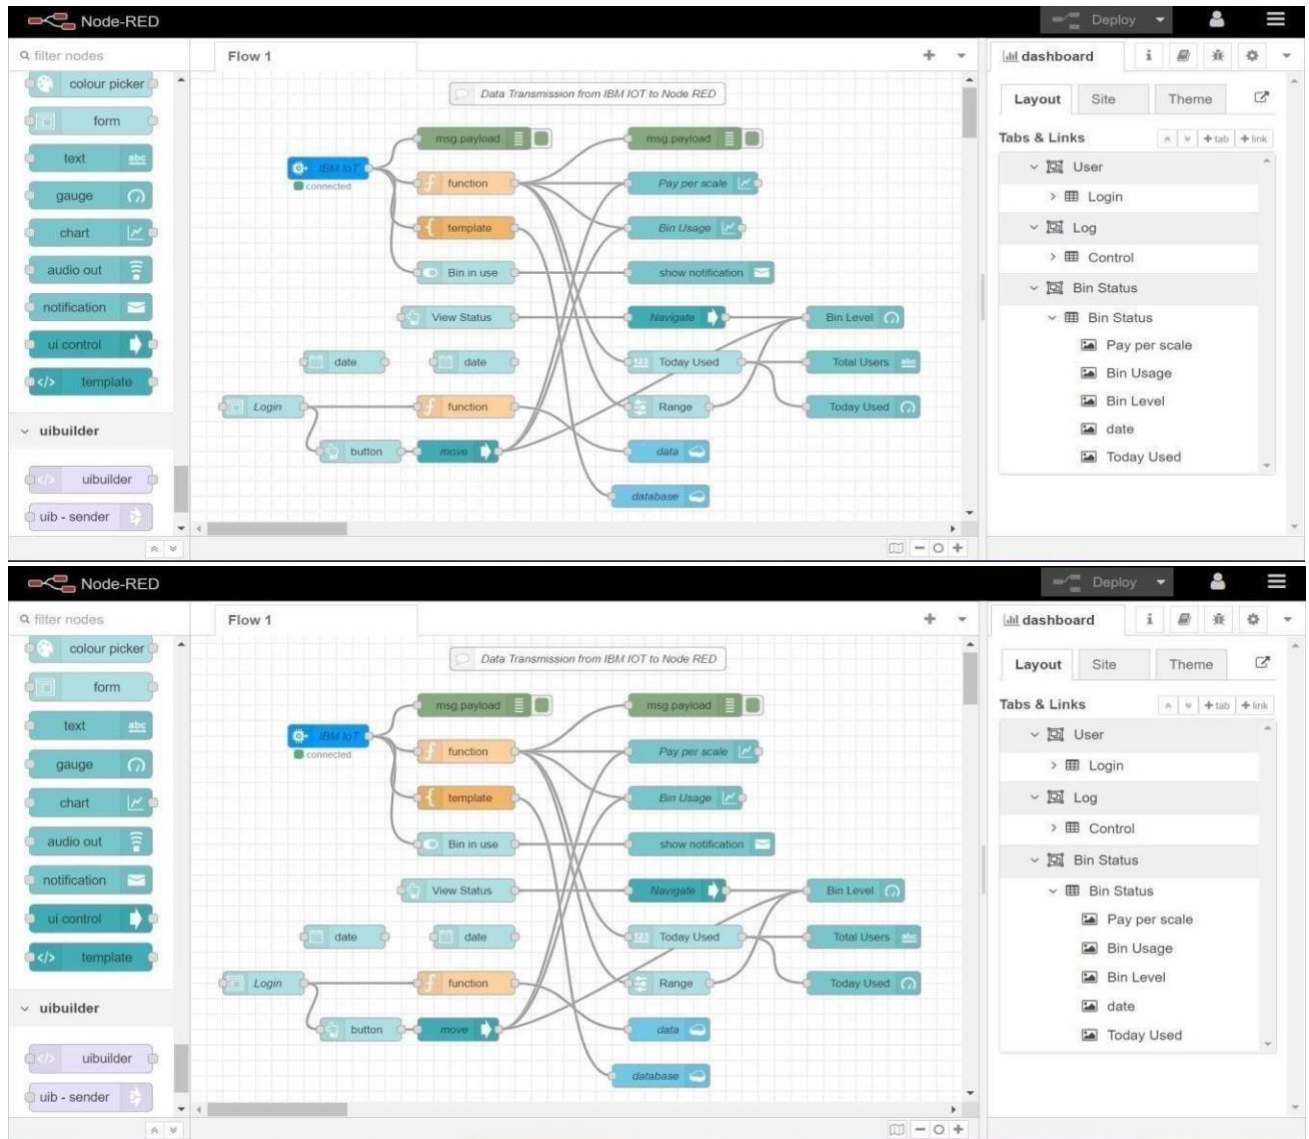 Node-RED
Deploy
filter nodes
Flow 1
dashboard
i
colour picker
form
text
abc
gauge
chart
audio out
notification
ui control
</> template
uibuilder
</> uibuilder
uib - sender
Data Transmission from IBM IOT to Node RED
msg.payload
msg.payload
IBM IoT
connected
function
Pay per scale
template
Bin Usage
Bin in use
show notification
View Status
Navigate
Bin Level
date
date
123 Today Used
Total Users abc
Login
function
Range
Today Used
button
move
data
database
Layout
Site
Theme
Tabs & Links
+ tab
+ link
User
Login
Log
Control
Bin Status
Bin Status
Pay per scale
Bin Usage
Bin Level
date
Today Used
Node-RED
Deploy
filter nodes
Flow 1
dashboard
i
colour picker
form
text
abc
gauge
chart
audio out
notification
ui control
</> template
uibuilder
</> uibuilder
uib - sender
Data Transmission from IBM IOT to Node RED
msg.payload
msg.payload
IBM IoT
connected
function
Pay per scale
template
Bin Usage
Bin in use
show notification
View Status
Navigate
Bin Level
date
date
123 Today Used
Total Users abc
Login
function
Range
Today Used
button
move
data
database
Layout
Site
Theme
Tabs & Links
+ tab
+ link
User
Login
Log
Control
Bin Status
Bin Status
Pay per scale
Bin Usage
Bin Level
date
Today Used